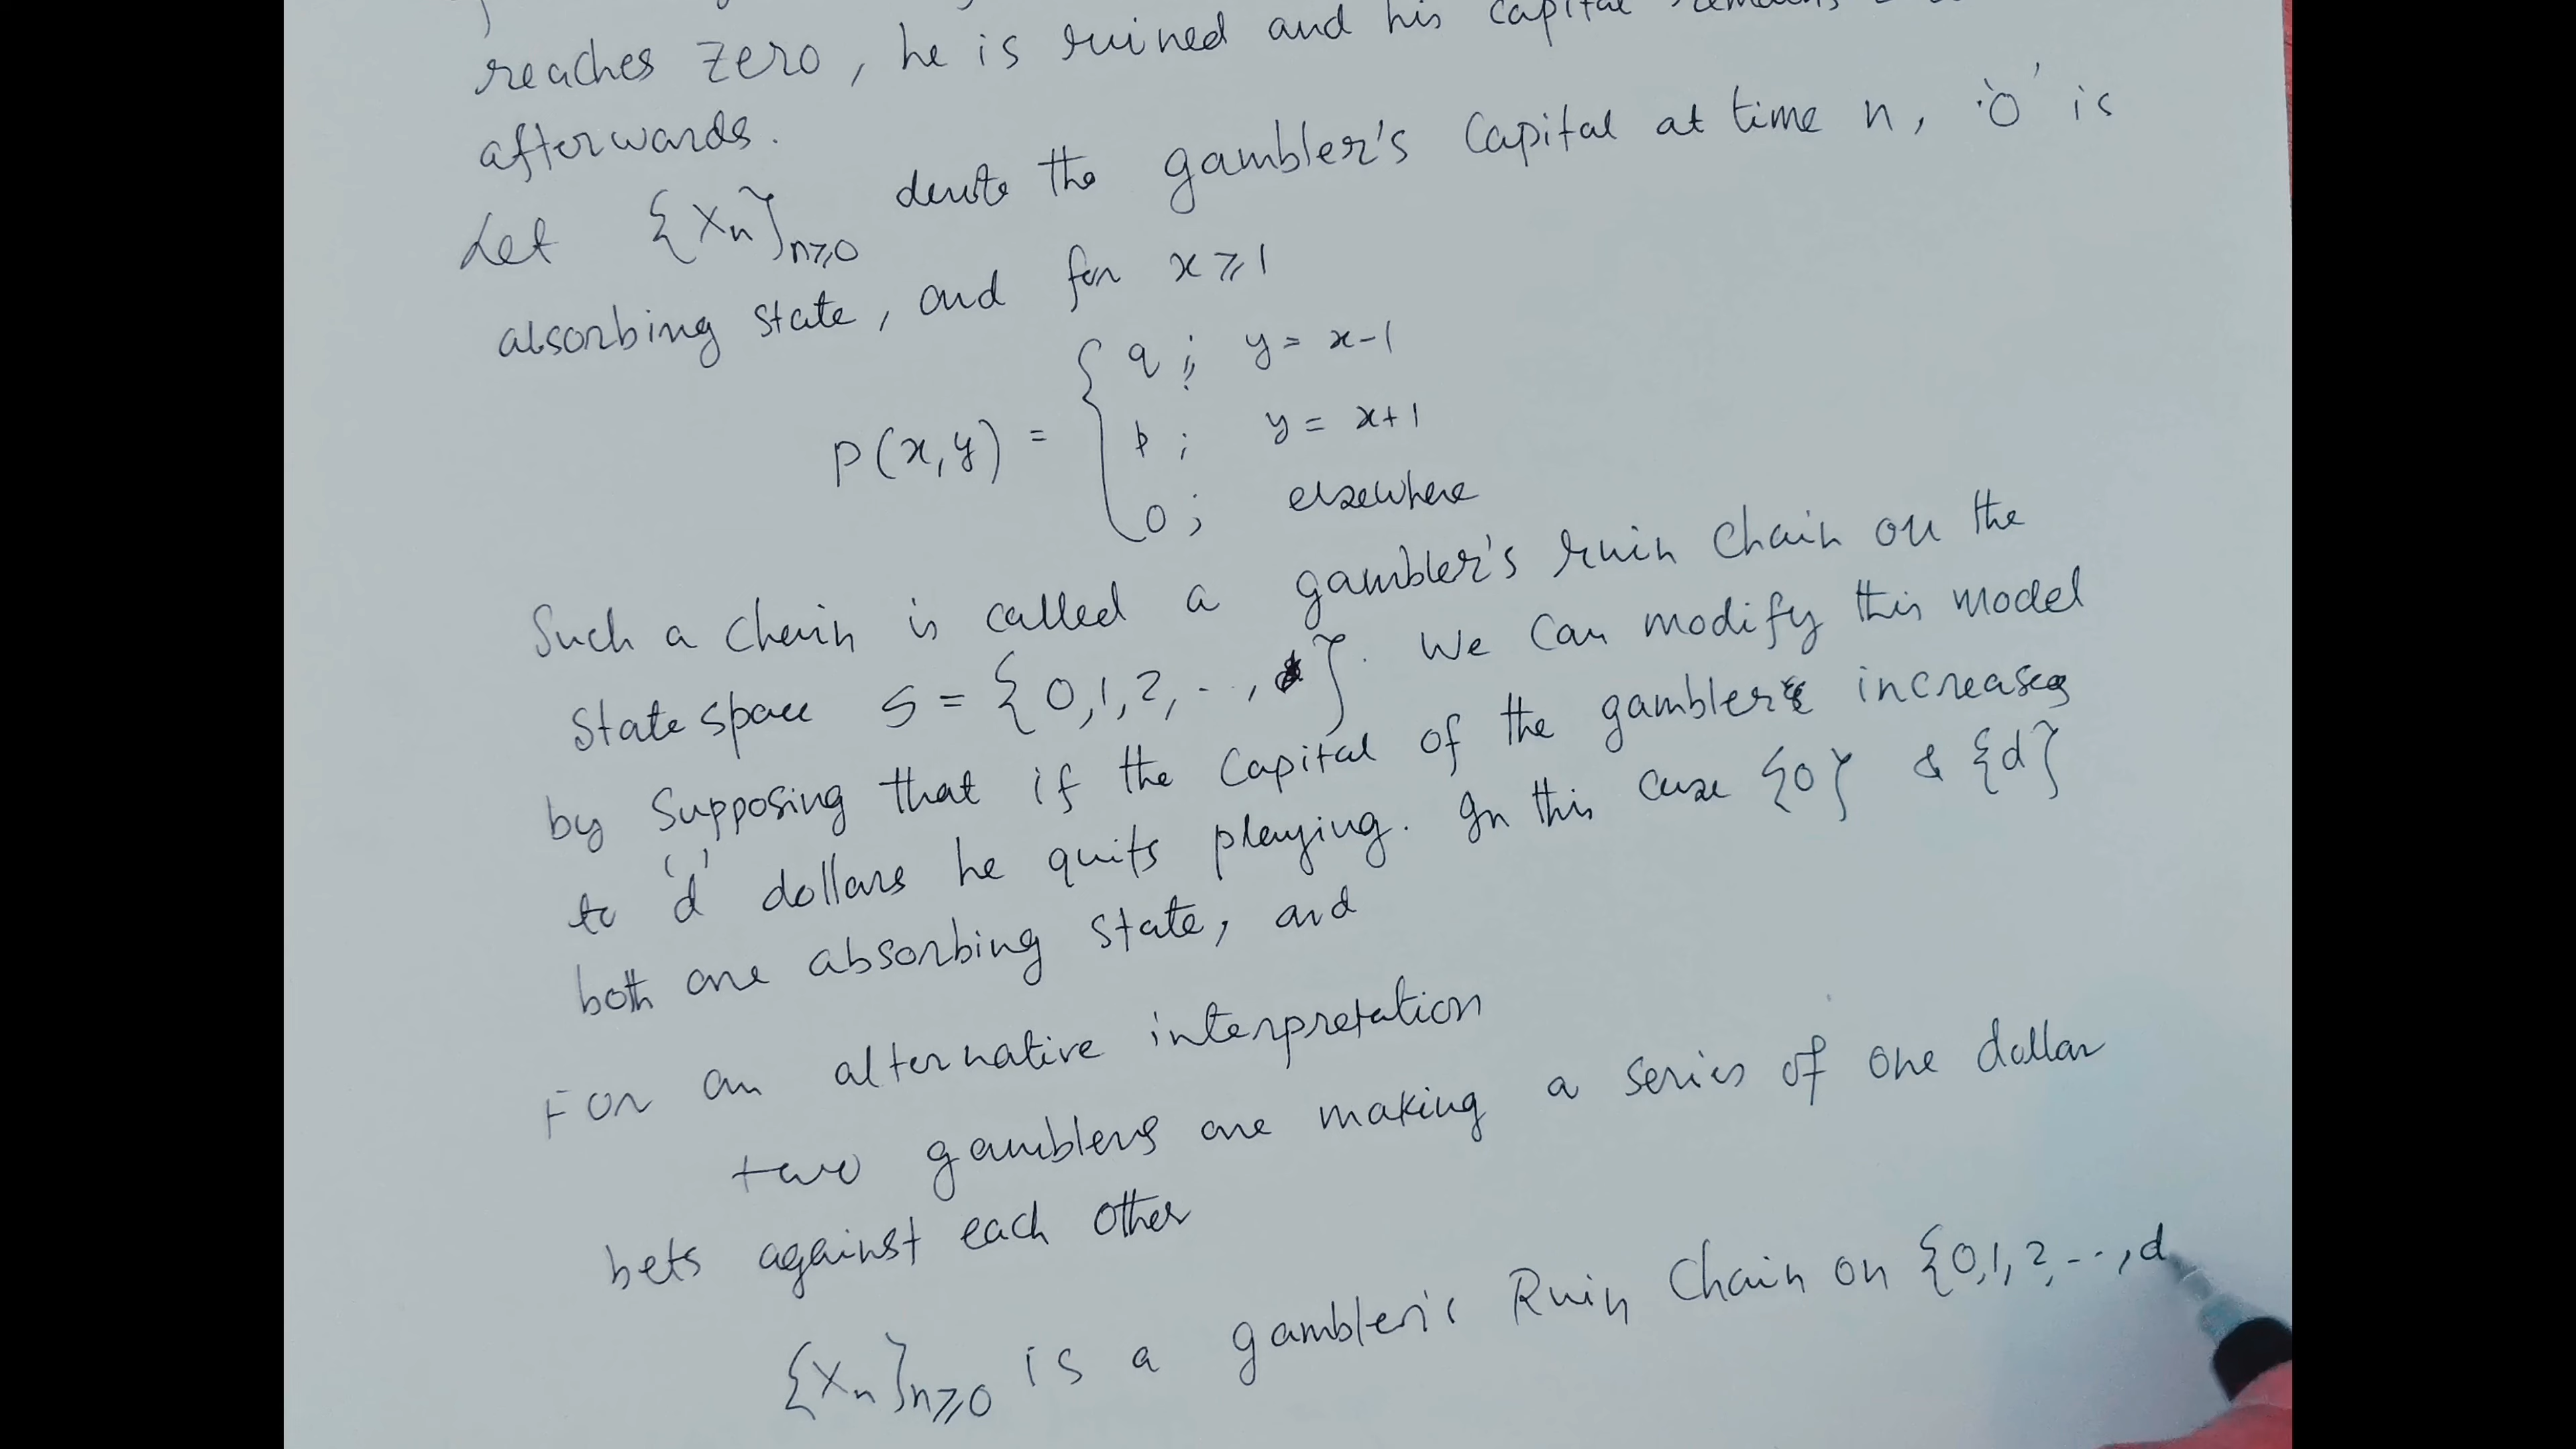 reaches zero, he is ruined and his capital remains
afterwards.
Let {Xn}n≥0 denote the gambler's Capital at time n, '0' is
absorbing state, and for x ≥ 1
P(x,y) = { q ; y = x-1
p ; y = x+1
0 ; elsewhere
Such a chain is called a gambler's ruin chain on the
State space S = {0,1,2,..., }. We can modify this model
by Supposing that if the Capital of the gambler increases
to 'd' dollars he quits playing. In this case {0} & {d}
both are absorbing state, and
For an alternative interpretation
two gamblers are making a series of one dollar
bets against each other
{Xn}n≥0 is a gambler's Ruin Chain on {0,1,2,...,d